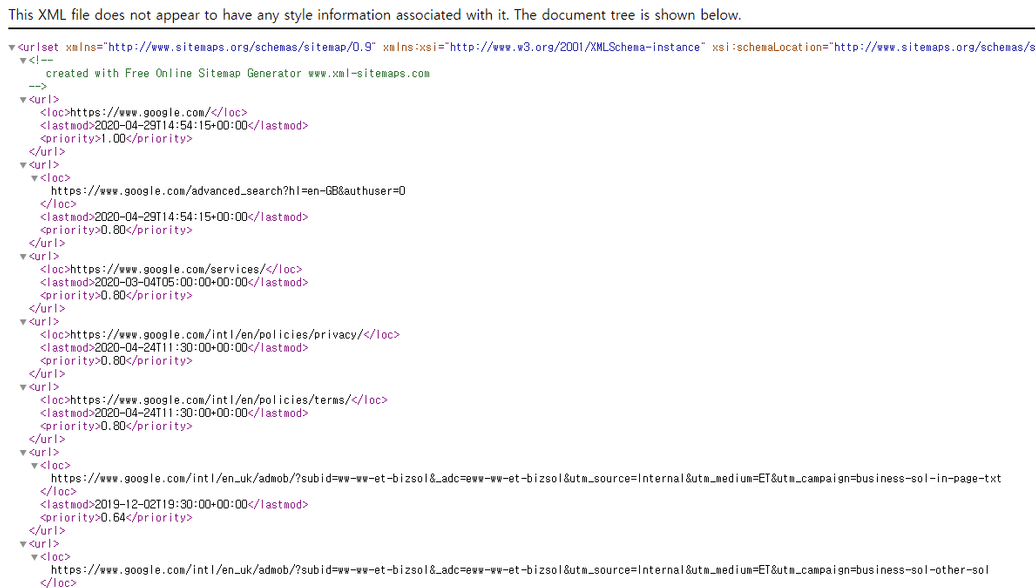 This XML file does not appear to have any style information associated with it. The document tree is shown below.
▼<urlset xmlns="http://www.sitemaps.org/schemas/sitemap/0.9" xmlns:xsi="http://www.w3.org/2001/XMLSchema-instance" xsi:schemaLocation="http://www.sitemaps.org/schemas/s
▼<!--
created with Free Online Sitemap Generator www.xml-sitemaps.com
-->
▼<url>
<loc>https://www.google.com/</loc>
<lastmod>2020-04-29T14:54:15+00:00</lastmod>
<priority>1.00</priority>
</url>
▼<url>
▼<loc>
https://www.google.com/advanced_search?hl=en-GB&authuser=0
</loc>
<lastmod>2020-04-29T14:54:15+00:00</lastmod>
<priority>0.80</priority>
</url>
▼<url>
<loc>https://www.google.com/services/</loc>
<lastmod>2020-03-04T05:00:00+00:00</lastmod>
<priority>0.80</priority>
</url>
▼<url>
<loc>https://www.google.com/intl/en/policies/privacy/</loc>
<lastmod>2020-04-24T11:30:00+00:00</lastmod>
<priority>0.80</priority>
</url>
▼<url>
<loc>https://www.google.com/intl/en/policies/terms/</loc>
<lastmod>2020-04-24T11:30:00+00:00</lastmod>
<priority>0.80</priority>
</url>
▼<url>
▼<loc>
https://www.google.com/intl/en_uk/admob/?subid=ww-ww-et-bizsol&_adc=eww-ww-et-bizsol&utm_source=Internal&utm_medium=ET&utm_campaign=business-sol-in-page-txt
</loc>
<lastmod>2019-12-02T19:30:00+00:00</lastmod>
<priority>0.64</priority>
</url>
▼<url>
▼<loc>
https://www.google.com/intl/en_uk/admob/?subid=ww-ww-et-bizsol&_adc=eww-ww-et-bizsol&utm_source=Internal&utm_medium=ET&utm_campaign=business-sol-other-sol
</loc>